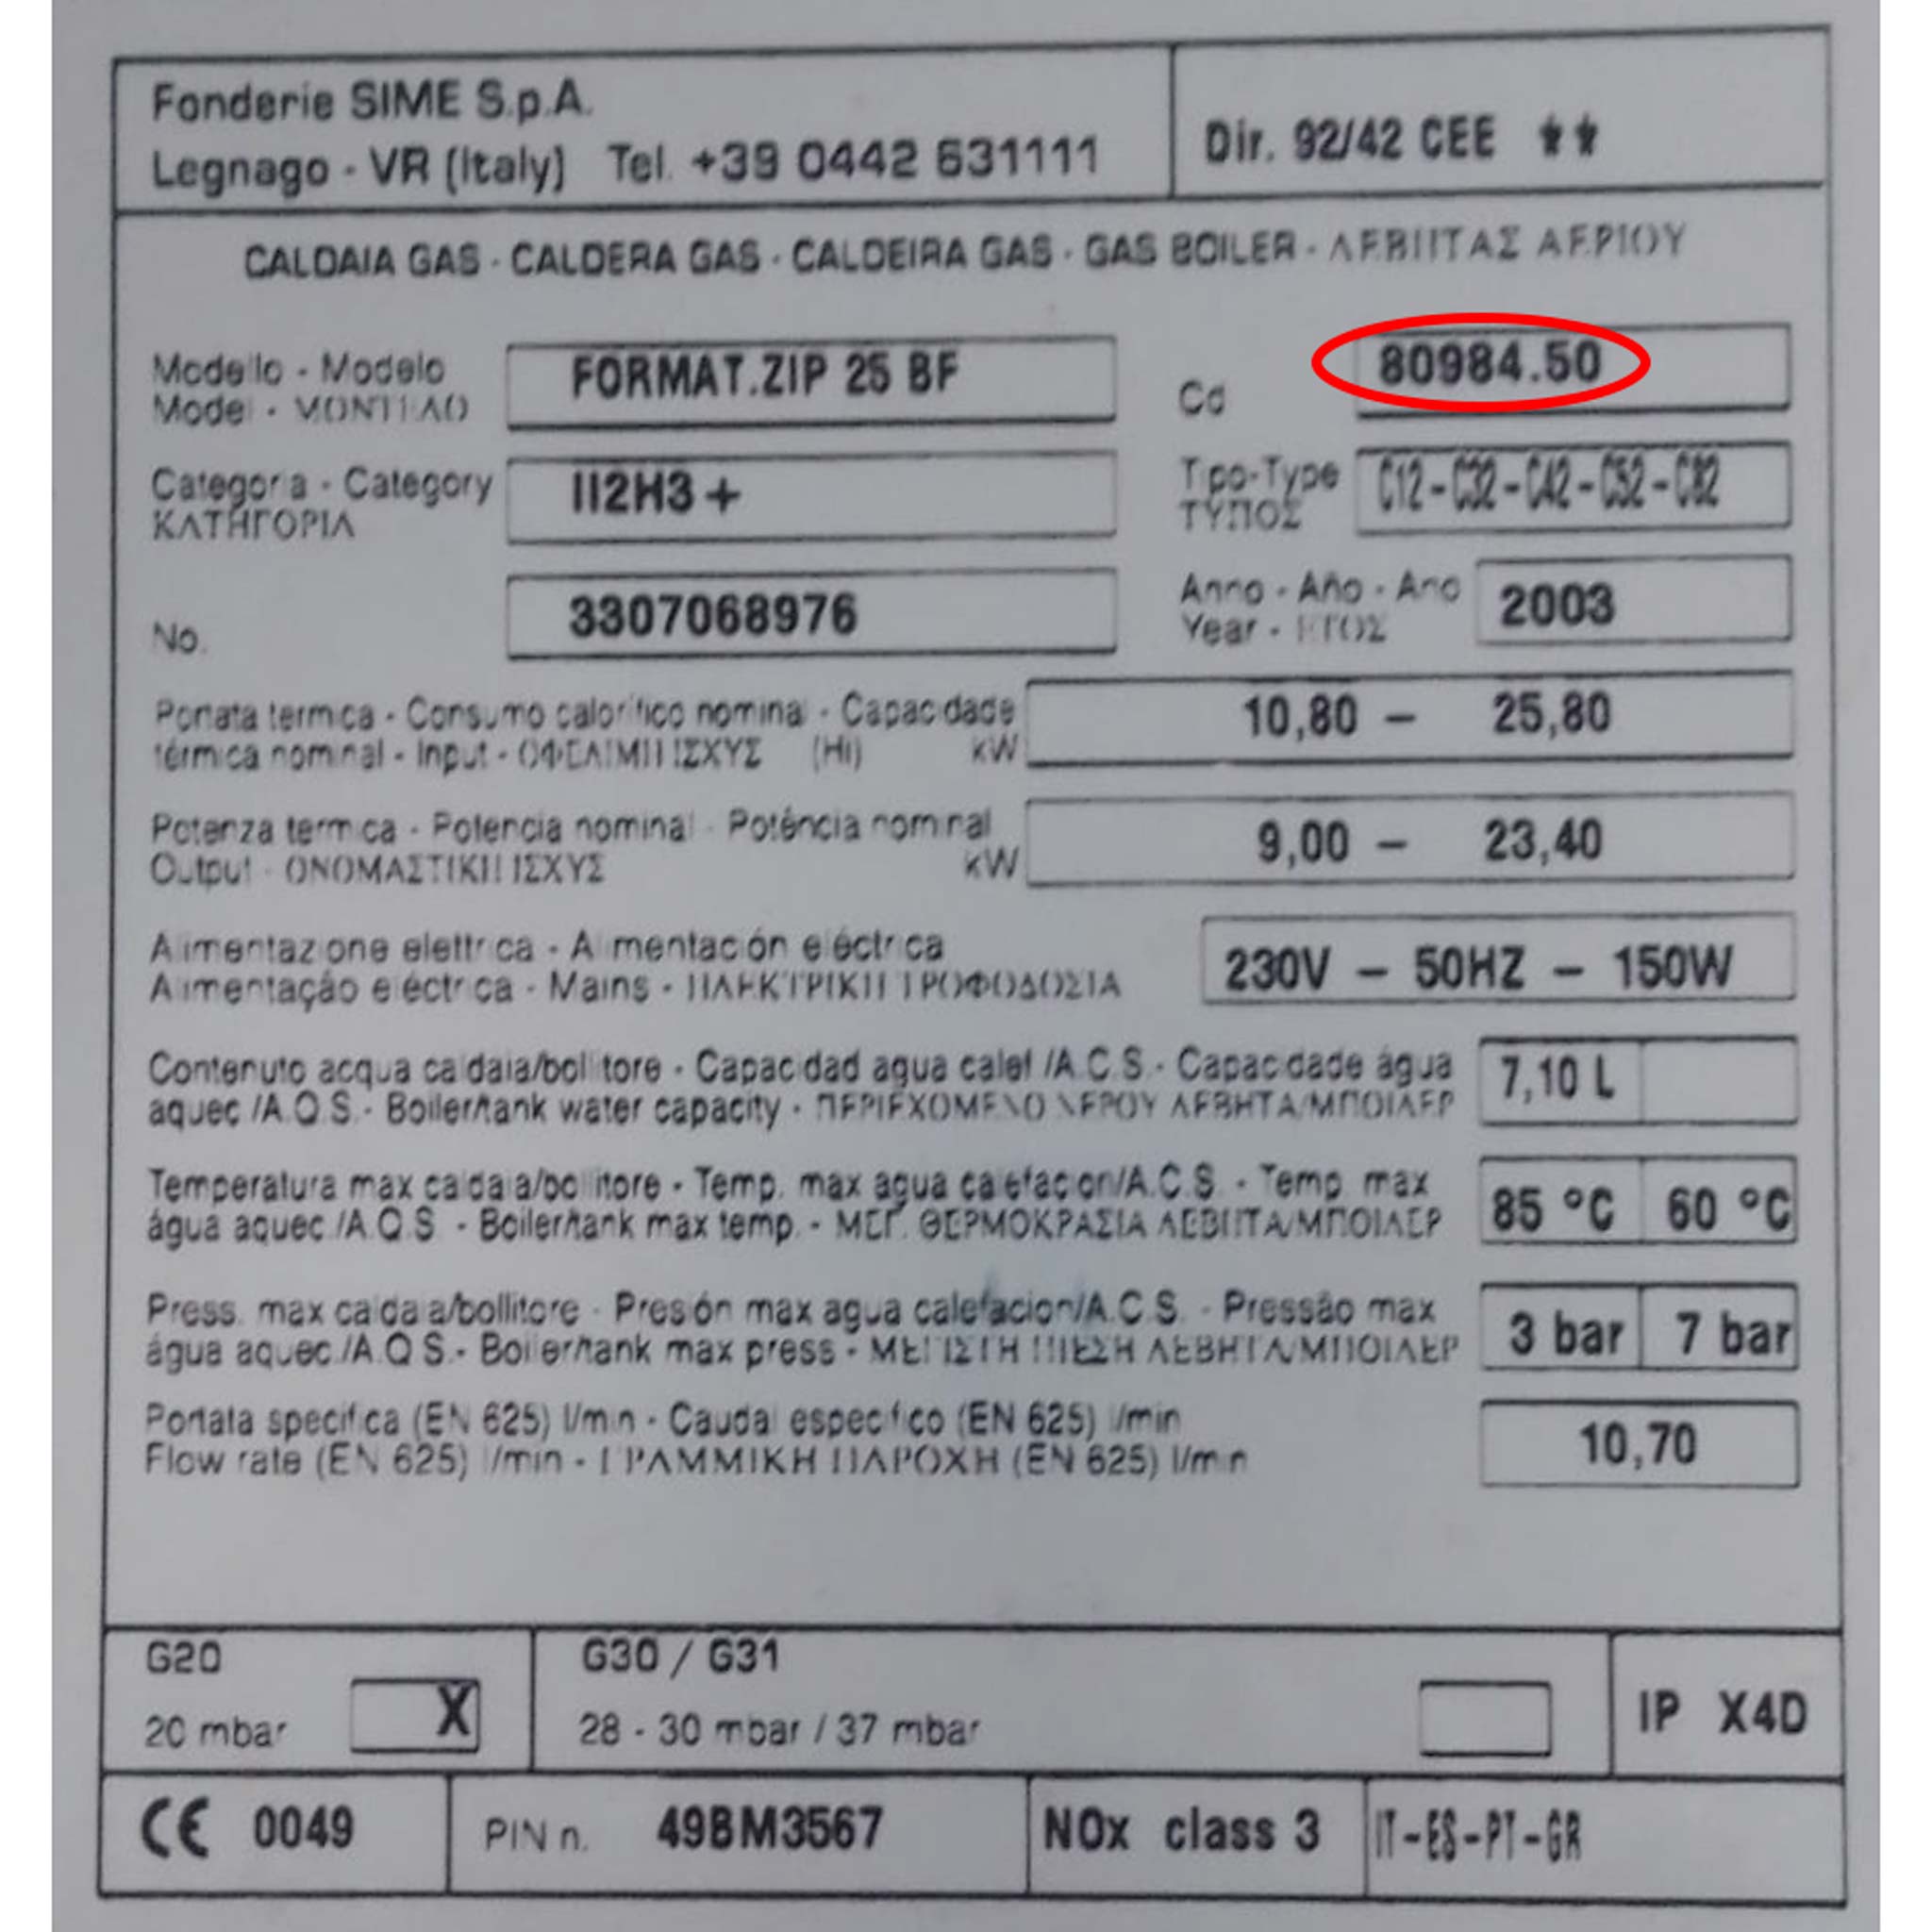 Fonderie SIME S.p.A.
Legnago - VR (Italy) Tel. +39 0442 631111
Dir. 92/42 CEE ★★
CALDAIA GAS - CALDERA GAS - CALDEIRA GAS - GAS BOILER - ΛΕΒΗΤΑΣ ΑΕΡΙΟΥ
Modello - Modelo
Model - ΜΟΝΤΕΛΟ
FORMAT.ZIP 25 BF
Cd
80984.50
Categoria - Category
ΚΑΤΗΓΟΡΙΑ
II2H3+
Tipo-Type
ΤΥΠΟΣ
C12-C32-C42-C52-C82
No.
3307068976
Anno - Año - Ano
Year - ΕΤΟΣ
2003
Portata termica - Consumo calorifico nominal - Capacidade
térmica nominal - Input - ΩΦΕΛΙΜΗ ΙΣΧΥΣ (Hi) kW
10,80 - 25,80
Potenza termica - Potencia nominal - Potência nominal
Output - ΟΝΟΜΑΣΤΙΚΗ ΙΣΧΥΣ kW
9,00 - 23,40
Alimentazione elettrica - Alimentación eléctrica
Alimentação eléctrica - Mains - ΗΛΕΚΤΡΙΚΗ ΤΡΟΦΟΔΟΣΙΑ
230V - 50HZ - 150W
Contenuto acqua caldaia/bollitore - Capacidad agua calef./A.C.S.- Capacidade água
aquec./A.Q.S.- Boiler/tank water capacity - ΠΕΡΙΕΧΟΜΕΝΟ ΝΕΡΟΥ ΛΕΒΗΤΑ/ΜΠΟΙΛΕΡ
7,10 L
Temperatura max caldaia/bollitore - Temp. max agua calefacion/A.C.S. - Temp. max
água aquec./A.Q.S. - Boiler/tank max temp. - ΜΕΓ. ΘΕΡΜΟΚΡΑΣΙΑ ΛΕΒΗΤΑ/ΜΠΟΙΛΕΡ
85 °C 60 °C
Press. max caldaia/bollitore - Presión max agua calefacion/A.C.S. - Pressão max
água aquec./A.Q.S.- Boiler/tank max press - ΜΕΓΙΣΤΗ ΠΙΕΣΗ ΛΕΒΗΤΑ/ΜΠΟΙΛΕΡ
3 bar 7 bar
Portata specifica (EN 625) l/min - Caudal especifico (EN 625) l/min
Flow rate (EN 625) l/min - ΓΡΑΜΜΙΚΗ ΠΑΡΟΧΗ (EN 625) l/min
10,70
G20
20 mbar
X
G30 / G31
28 - 30 mbar / 37 mbar
IP X4D
CE 0049
PIN n. 49BM3567
NOx class 3
IT-ES-PT-GR